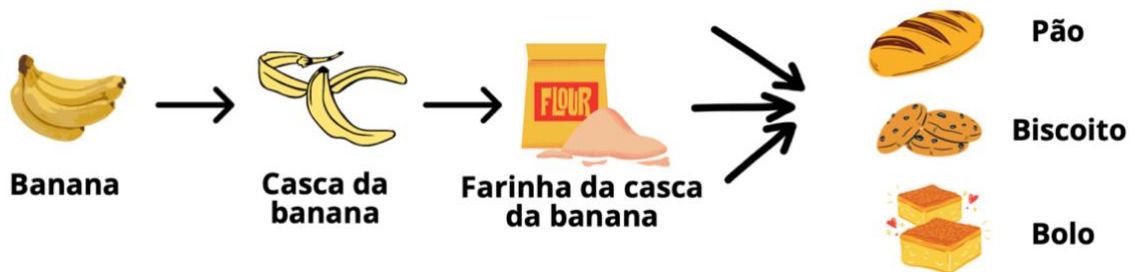 Banana
Casca da
banana
FLOUR
Farinha da casca
da banana
Pão
Biscoito
Bolo